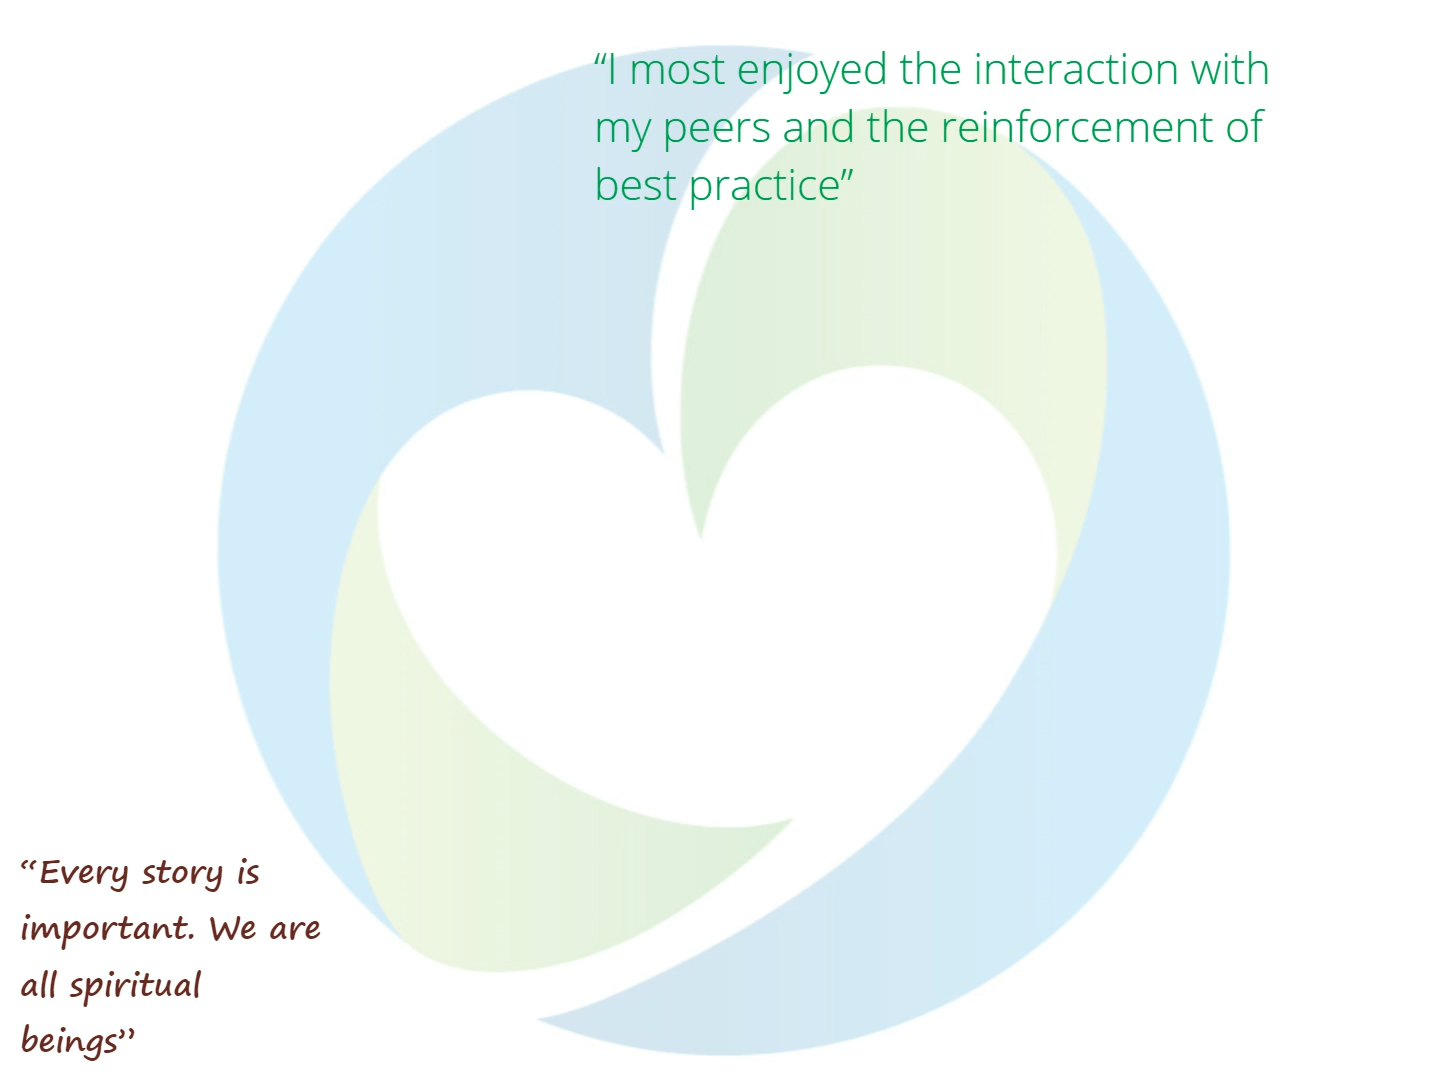 “I most enjoyed the interaction with
my peers and the reinforcement of
best practice”
“Every story is
important. We are
all spiritual
beings”